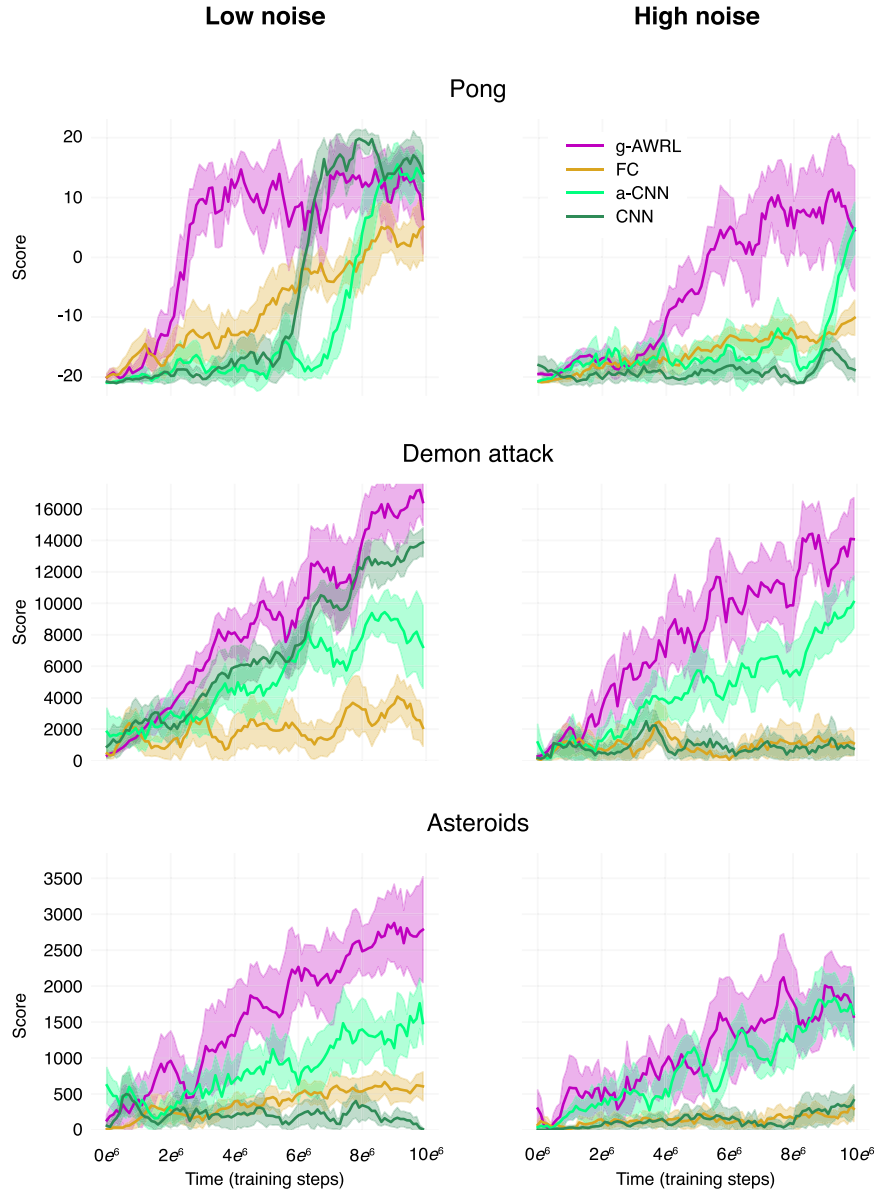 Low noise
High noise
Pong
20
10
0
-10
-20
Score
g-AWRL
FC
a-CNN
CNN
Demon attack
16000
14000
12000
10000
8000
6000
4000
2000
0
Score
Asteroids
3500
3000
2500
2000
1500
1000
500
0
Score
0e⁶ 2e⁶ 4e⁶ 6e⁶ 8e⁶ 10e⁶
0e⁶ 2e⁶ 4e⁶ 6e⁶ 8e⁶ 10e⁶
Time (training steps)
Time (training steps)